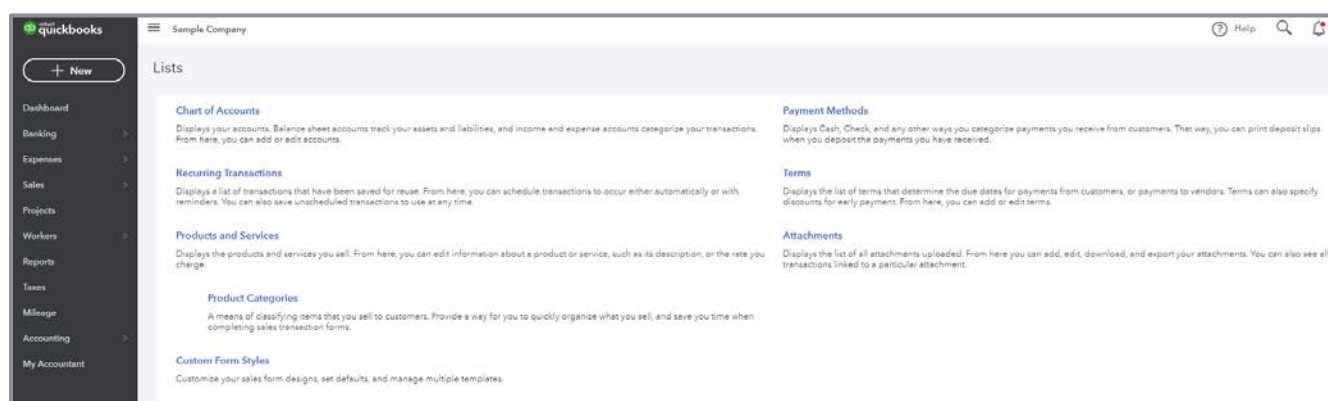 intuit
quickbooks
Sample Company
Help
+ New
Lists
Dashboard
Banking
Expenses
Sales
Projects
Workers
Reports
Taxes
Mileage
Accounting
My Accountant
Chart of Accounts
Displays your accounts. Balance sheet accounts track your assets and liabilities, and income and expense accounts categorize your transactions.
From here, you can add or edit accounts.
Recurring Transactions
Displays a list of transactions that have been saved for reuse. From here, you can schedule transactions to occur either automatically or with
reminders. You can also save unscheduled transactions to use at any time.
Products and Services
Displays the products and services you sell. From here, you can edit information about a product or service, such as its description, or the rate you
charge.
Product Categories
A means of classifying items that you sell to customers. Provide a way for you to quickly organize what you sell, and save you time when
completing sales transaction forms.
Custom Form Styles
Customize your sales form designs, set defaults, and manage multiple templates.
Payment Methods
Displays Cash, Check, and any other ways you categorize payments you receive from customers. That way, you can print deposit slips
when you deposit the payments you have received.
Terms
Displays the list of terms that determine the due dates for payments from customers, or payments to vendors. Terms can also specify
discounts for early payment. From here, you can add or edit terms.
Attachments
Displays the list of all attachments uploaded. From here you can add, edit, download, and export your attachments. You can also see all
transactions linked to a particular attachment.